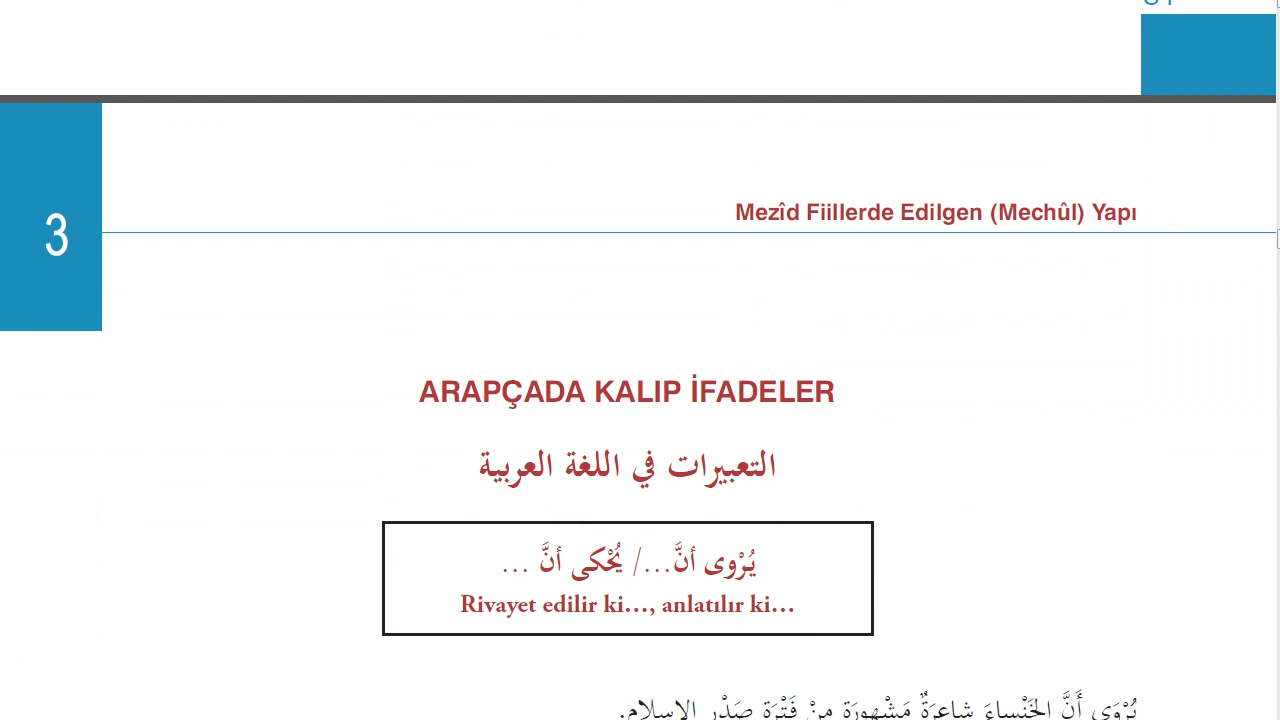 3
Mezîd Fiillerde Edilgen (Mechûl) Yapı
ARAPÇADA KALIP İFADELER
التعبيرات في اللغة العربية
يُرْوى أنَّ.../ يُحْكى أنَّ ...
Rivayet edilir ki…, anlatılır ki…
يُرْوَى أَنَّ الخَنْساءَ شاعِرَةٌ مَشْهورَة مِنْ فَتْرَة صَدْر الإسلام.